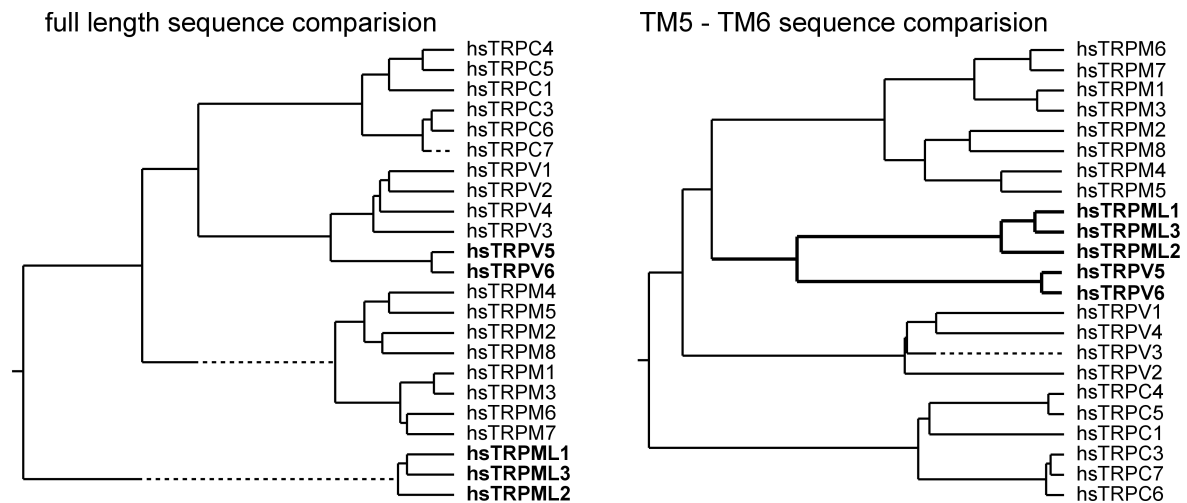 full length sequence comparision
hsTRPC4
hsTRPC5
hsTRPC1
hsTRPC3
hsTRPC6
hsTRPC7
hsTRPV1
hsTRPV2
hsTRPV4
hsTRPV3
hsTRPV5
hsTRPV6
hsTRPM4
hsTRPM5
hsTRPM2
hsTRPM8
hsTRPM1
hsTRPM3
hsTRPM6
hsTRPM7
hsTRPML1
hsTRPML3
hsTRPML2
TM5 - TM6 sequence comparision
hsTRPM6
hsTRPM7
hsTRPM1
hsTRPM3
hsTRPM2
hsTRPM8
hsTRPM4
hsTRPM5
hsTRPML1
hsTRPML3
hsTRPML2
hsTRPV5
hsTRPV6
hsTRPV1
hsTRPV4
hsTRPV3
hsTRPV2
hsTRPC4
hsTRPC5
hsTRPC1
hsTRPC3
hsTRPC7
hsTRPC6